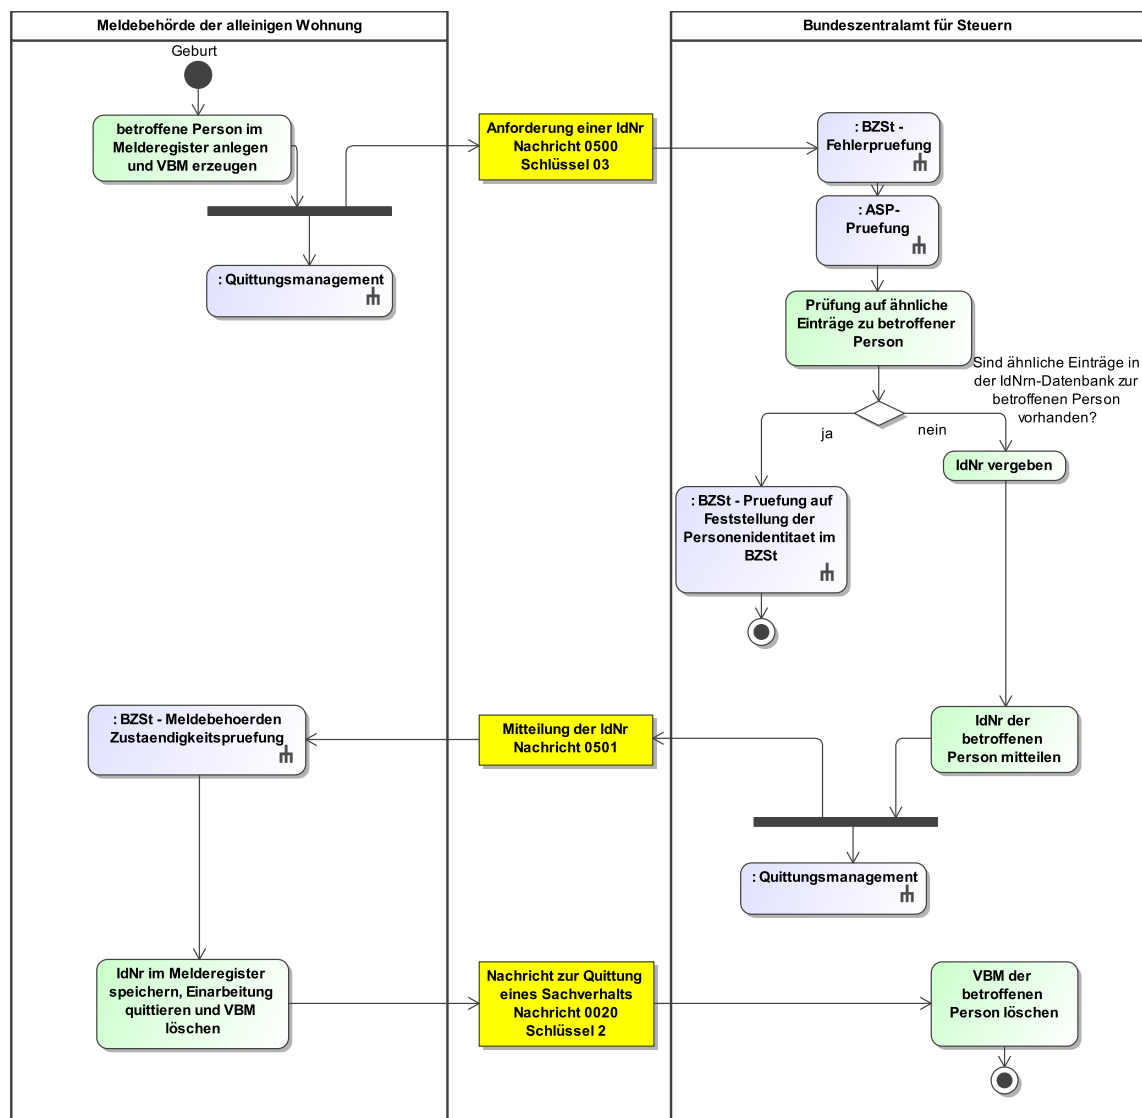 Meldebehörde der alleinigen Wohnung
Bundeszentralamt für Steuern
Geburt
betroffene Person im
Melderegister anlegen
und VBM erzeugen
Anforderung einer IdNr
Nachricht 0500
Schlüssel 03
: BZSt -
Fehlerpruefung
: ASP-
Pruefung
: Quittungsmanagement
Prüfung auf ähnliche
Einträge zu betroffener
Person
Sind ähnliche Einträge in
der IdNrn-Datenbank zur
betroffenen Person
vorhanden?
ja
nein
IdNr vergeben
: BZSt - Pruefung auf
Feststellung der
Personenidentitaet im
BZSt
: BZSt - Meldebehoerden
Zustaendigkeitspruefung
Mitteilung der IdNr
Nachricht 0501
IdNr der
betroffenen
Person mitteilen
: Quittungsmanagement
IdNr im Melderegister
speichern, Einarbeitung
quittieren und VBM
löschen
Nachricht zur Quittung
eines Sachverhalts
Nachricht 0020
Schlüssel 2
VBM der
betroffenen
Person löschen